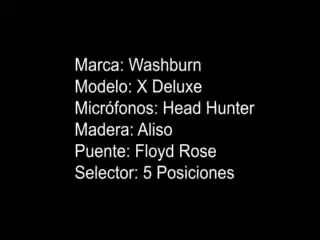 Marca: Washburn
Modelo: X Deluxe
Micrófonos: Head Hunter
Madera: Aliso
Puente: Floyd Rose
Selector: 5 Posiciones